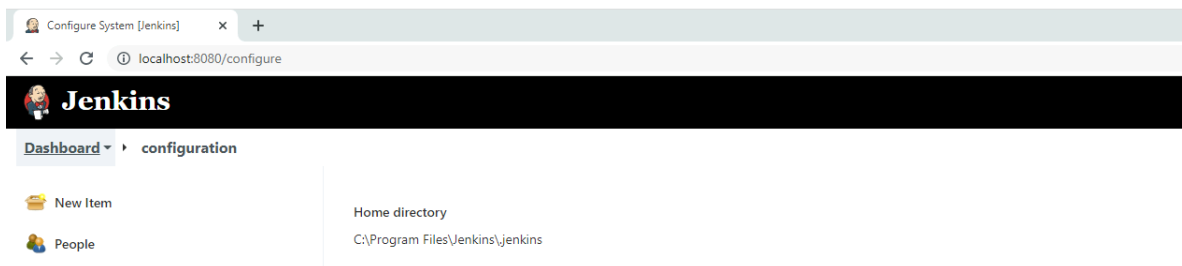 Configure System [Jenkins]
localhost:8080/configure
Jenkins
Dashboard configuration
New Item
People
Home directory
C:\Program Files\Jenkins\.jenkins